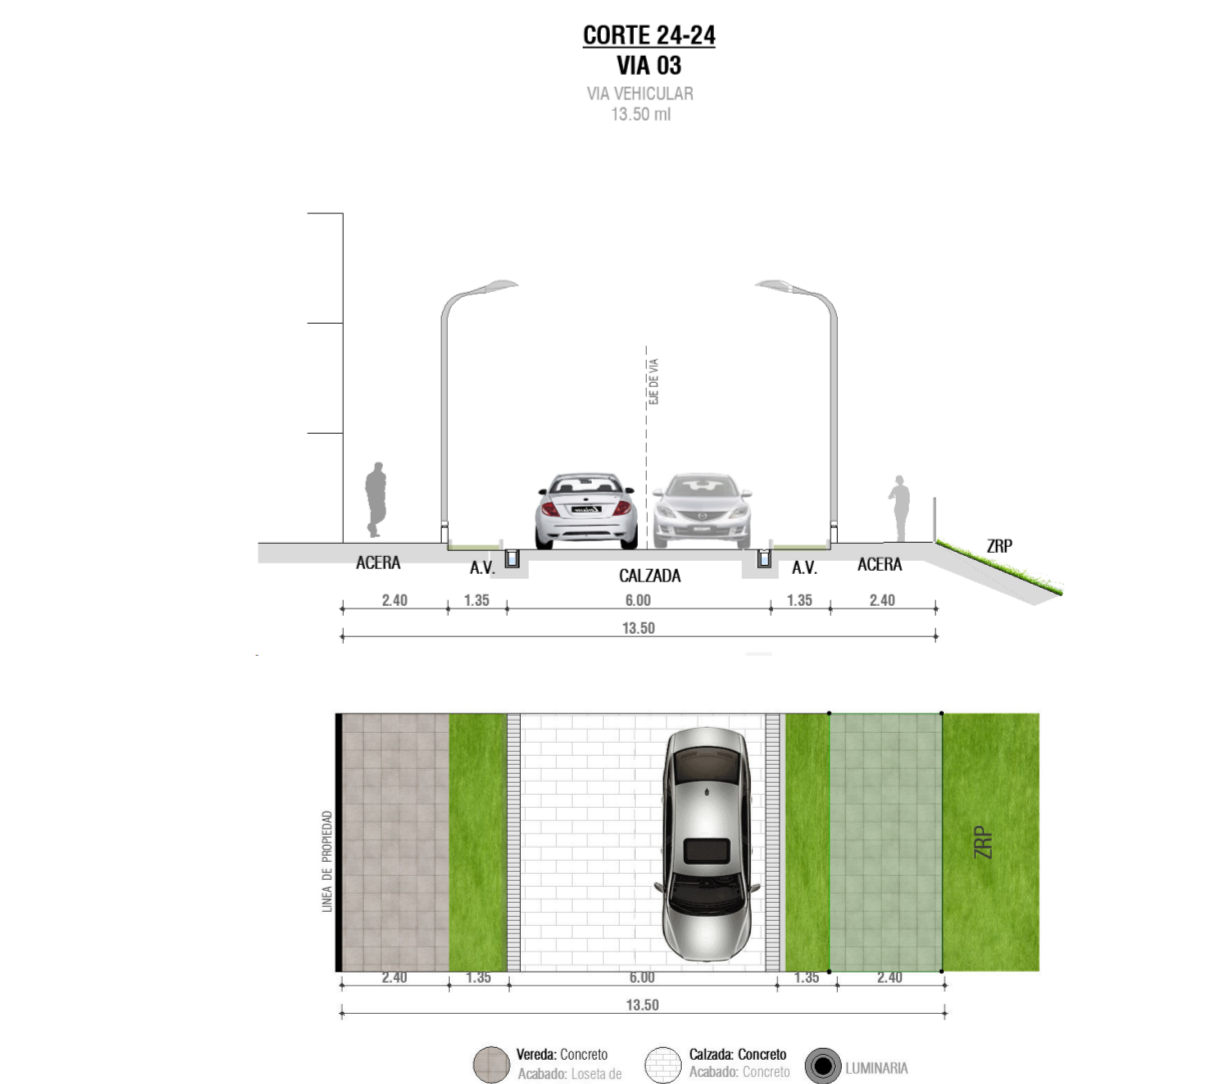 CORTE 24-24
VIA 03
VIA VEHICULAR
13.50 ml
EJE DE VIA
ACERA
A.V.
CALZADA
A.V.
ACERA
ZRP
2.40 1.35 6.00 1.35 2.40
13.50
LINEA DE PROPIEDAD
ZRP
2.40 1.35 6.00 1.35 2.40
13.50
Vereda: Concreto
Acabado: Loseta de
Calzada: Concreto
Acabado: Concreto
LUMINARIA